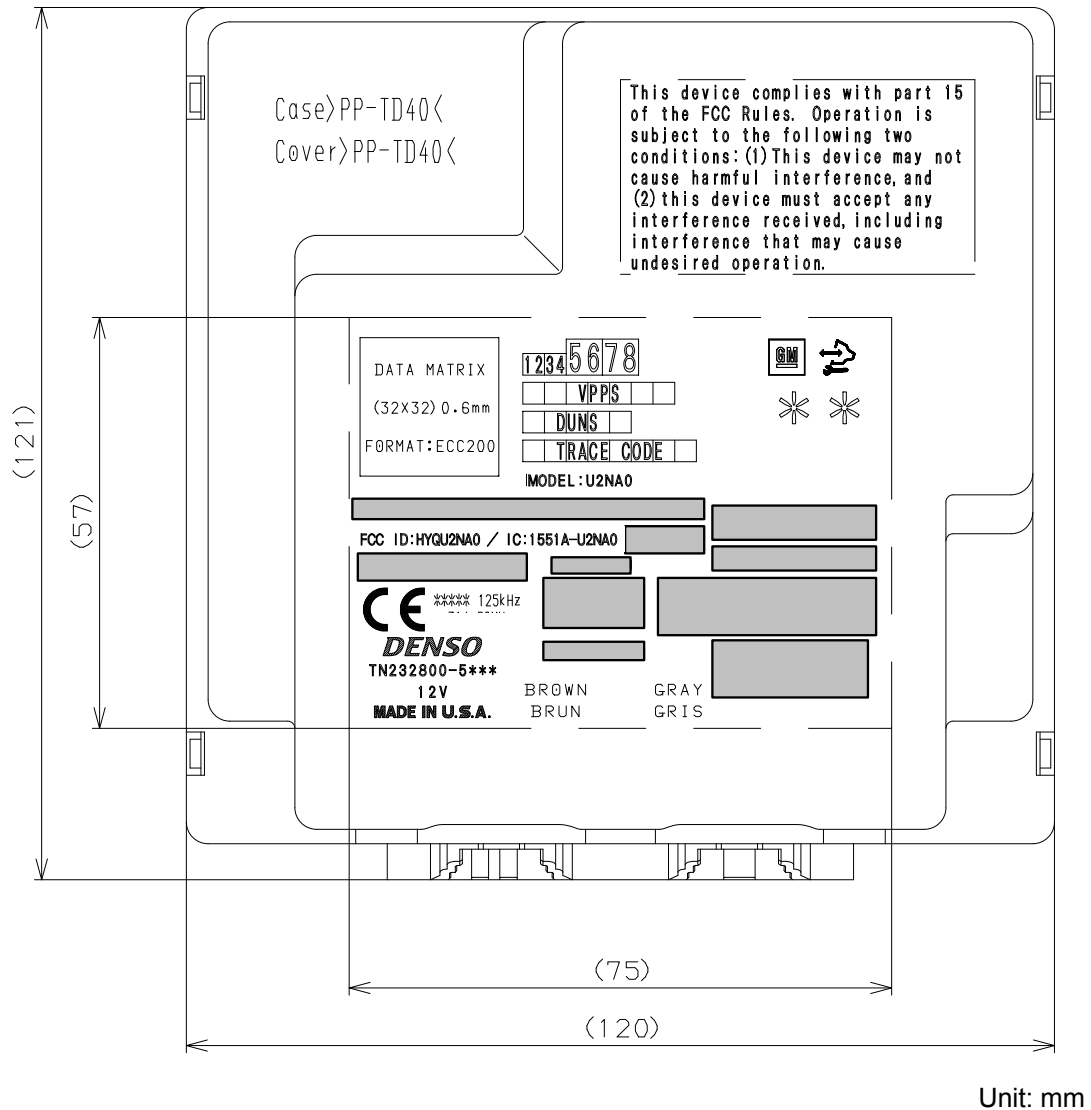 Case>PP-TD40<
Cover>PP-TD40<
This device complies with part 15
of the FCC Rules. Operation is
subject to the following two
conditions:(1)This device may not
cause harmful interference, and
(2)this device must accept any
interference received, including
interference that may cause
undesired operation.
DATA MATRIX
(32X32)0.6mm
FORMAT:ECC200
12345678
VPPS
DUNS
TRACE CODE
MODEL:U2NA0
GM
** 
FCC ID:HYQU2NA0 / IC:1551A-U2NA0
CE ***** 125kHz
DENSO
TN232800-5***
12V
MADE IN U.S.A.
BROWN
BRUN
GRAY
GRIS
(121)
(57)
(75)
(120)
Unit: mm